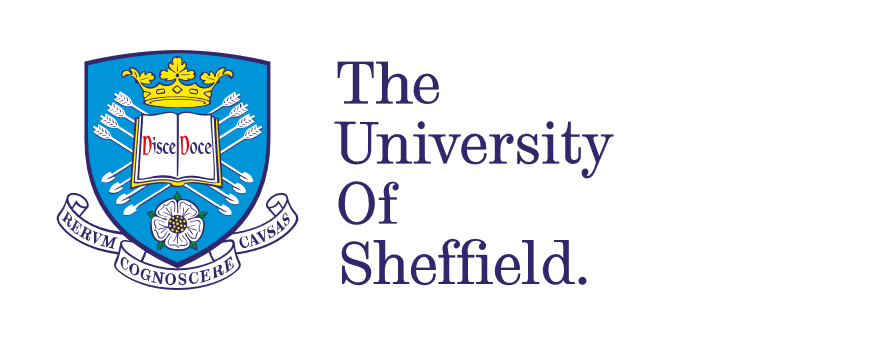 Disce Doce
RERVM COGNOSCERE CAVSAS
The
University
Of
Sheffield.